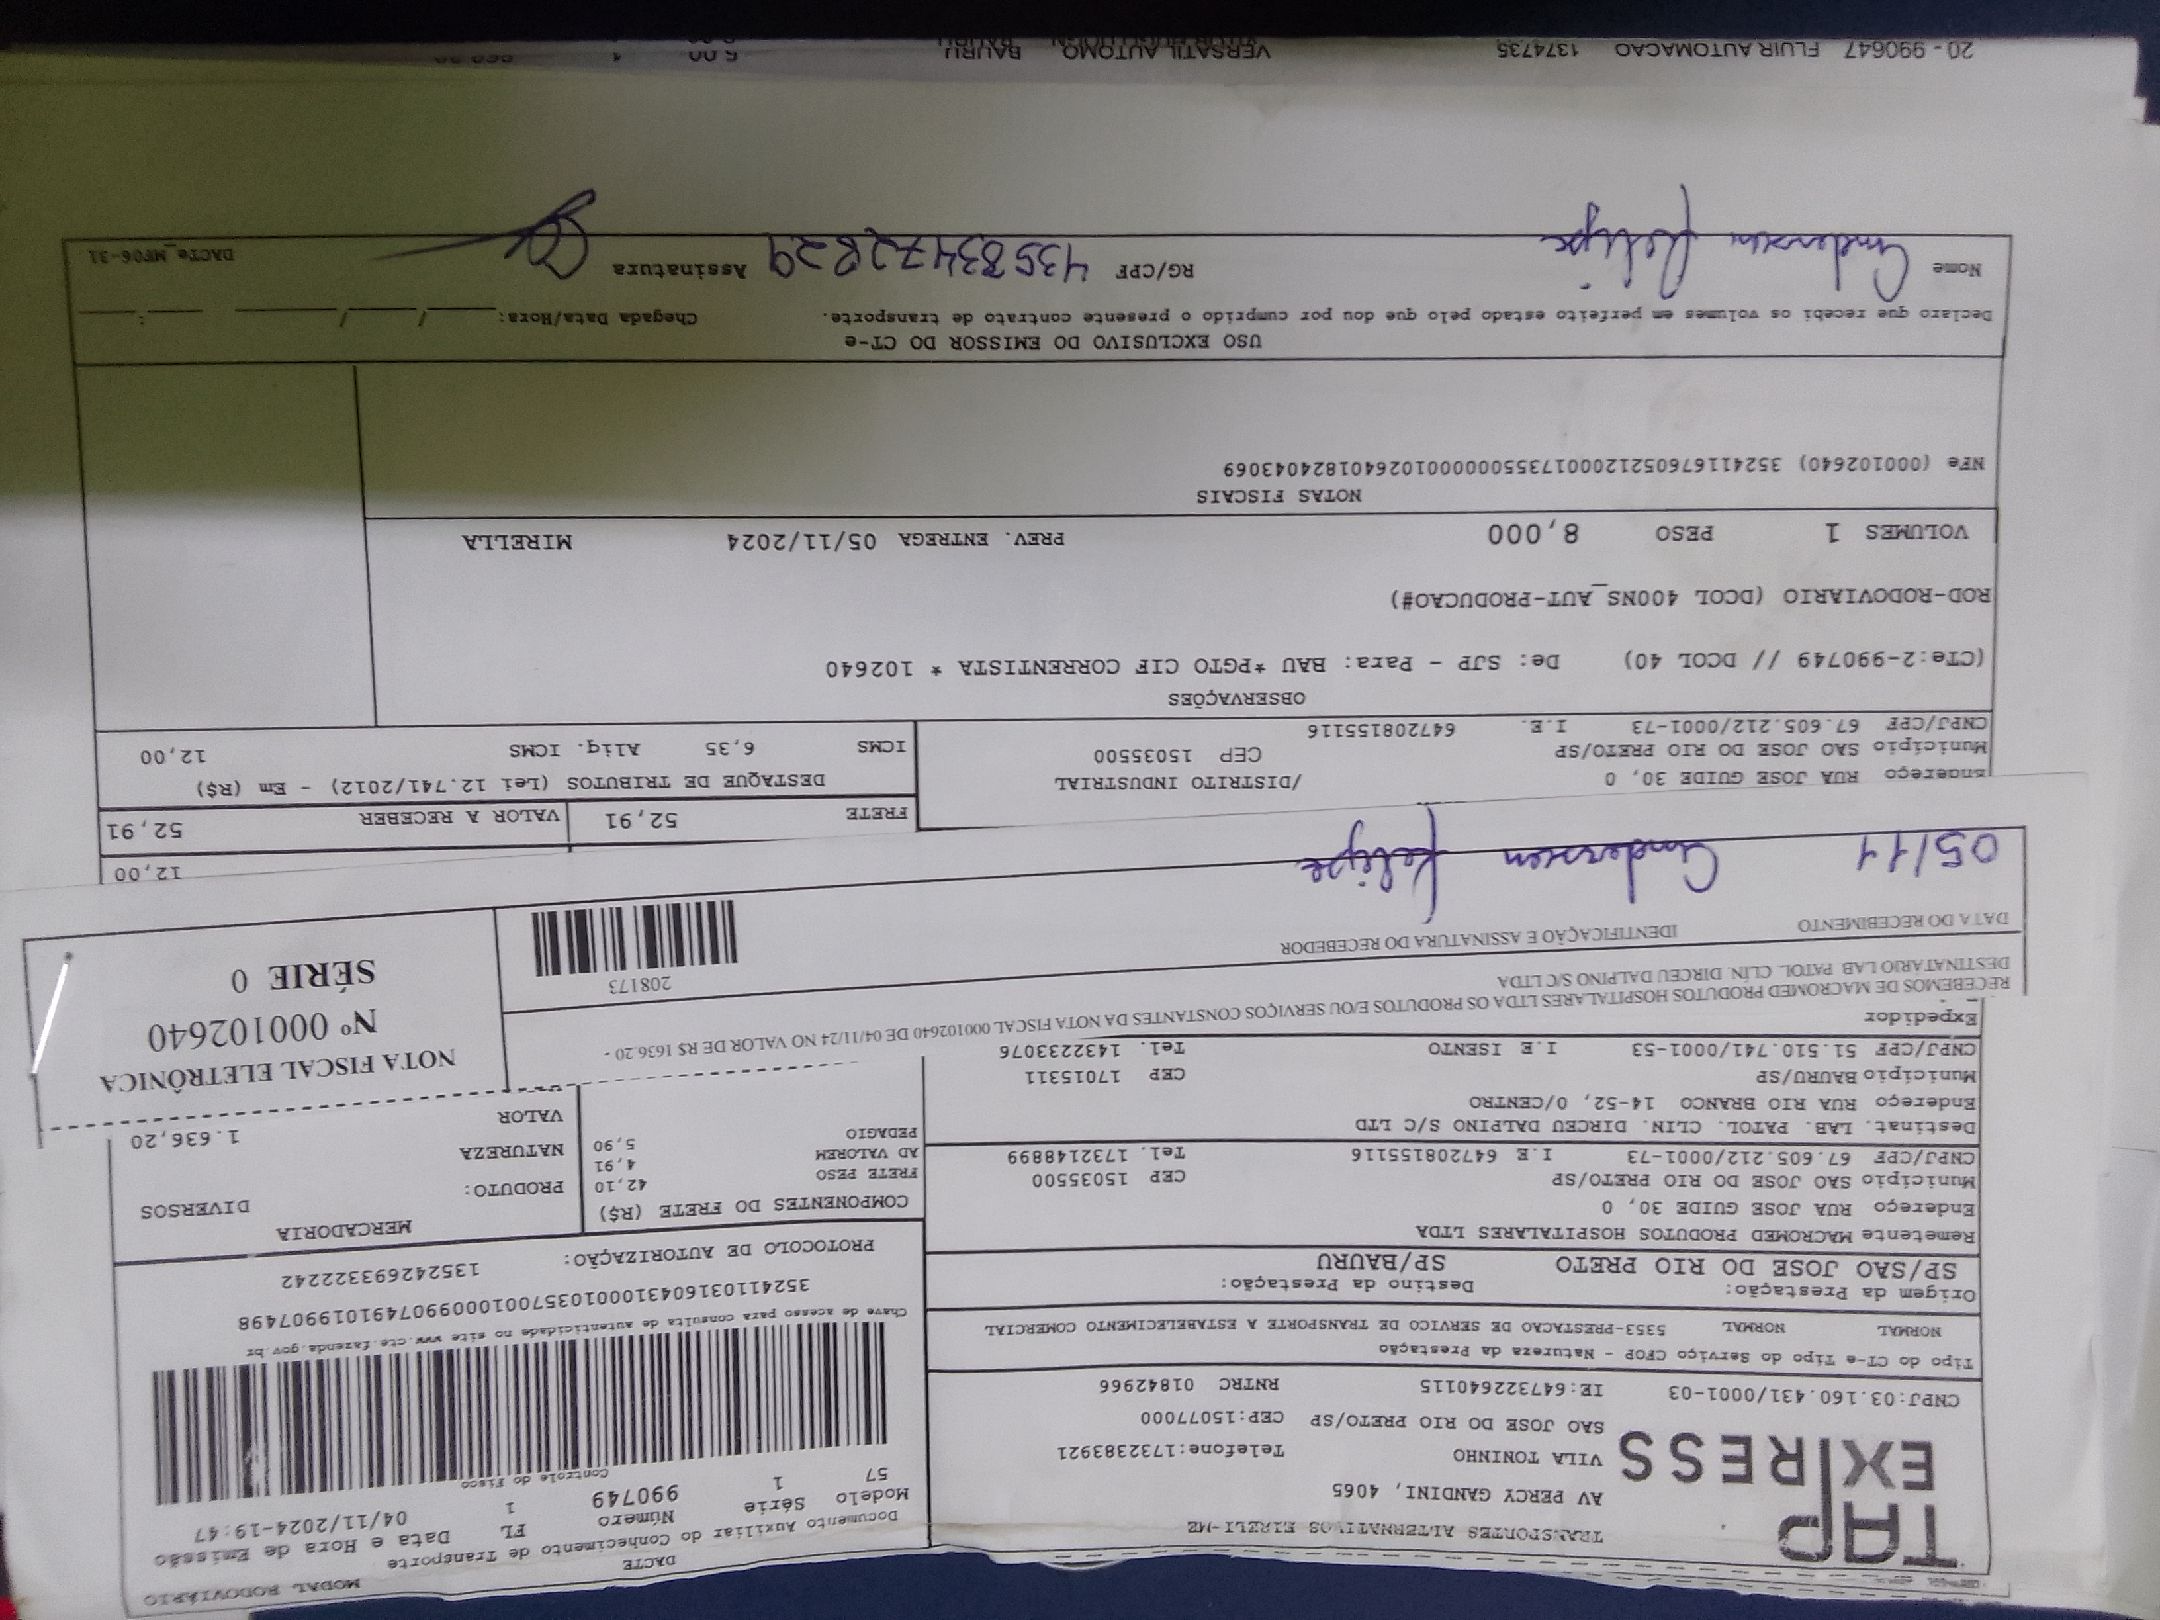 MODAL RODOVIÁRIO
DACTE
Documento Auxiliar do Conhecimento de Transporte
Modelo Série Número FL Data e Hora de Emissão
57 1 990749 1 04/11/2024-19:47
Controle do Fisco
TAP EXPRESS
TRANSPORTES ALTERNATIVOS EIRELI-ME
AV PERCY GANDINI, 4065
VILA TONINHO Telefone:1732383921
SAO JOSE DO RIO PRETO/SP CEP:15077000
CNPJ:03.160.431/0001-03 IE:647322640115 RNTRC 01842966
Tipo do CT-e Tipo do Serviço CFOP - Natureza da Prestação
NORMAL NORMAL 5353-PRESTACAO DE SERVICO DE TRANSPORTE A ESTABELECIMENTO COMERCIAL
Chave de acesso para consulta de autenticidade no site www.cte.fazenda.gov.br
35241103160431000103570010009907491019907498
PROTOCOLO DE AUTORIZAÇÃO: 135242693322242
Origem da Prestação: Destino da Prestação:
SP/SAO JOSE DO RIO PRETO SP/BAURU
Remetente MACROMED PRODUTOS HOSPITALARES LTDA
Endereço RUA JOSE GUIDE 30, 0
Município SAO JOSE DO RIO PRETO/SP CEP 15035500
CNPJ/CPF 67.605.212/0001-73 I.E 647208155116 Tel. 1732148899
Destinat. LAB. PATOL. CLIN. DIRCEU DALPINO S/C LTD
Endereço RUA RIO BRANCO 14-52, 0/CENTRO
Município BAURU/SP CEP 17015311
CNPJ/CPF 51.510.741/0001-53 I.E ISENTO Tel. 1432233076
Expedidor
COMPONENTES DO FRETE (R$)
FRETE PESO 42,10
AD VALOREM 4,91
PEDAGIO 5,90
MERCADORIA
PRODUTO: DIVERSOS
NATUREZA
VALOR 1.636,20
RECEBEMOS DE MACROMED PRODUTOS HOSPITALARES LTDA OS PRODUTOS E/OU SERVIÇOS CONSTANTES DA NOTA FISCAL 000102640 DE 04/11/24 NO VALOR DE R$ 1636.20 -
DESTINATARIO LAB. PATOL. CLIN. DIRCEU DALPINO S/C LTDA
208173
DATA DO RECEBIMENTO IDENTIFICAÇÃO E ASSINATURA DO RECEBEDOR
05/11 Anderson Felipe
NOTA FISCAL ELETRÔNICA
Nº 000102640
SÉRIE 0
12,00
FRETE 52,91 VALOR A RECEBER 52,91
DESTAQUE DE TRIBUTOS (Lei 12.741/2012) - Em (R$)
ICMS 6,35 Aliq. ICMS 12,00
Endereço RUA JOSE GUIDE 30, 0 /DISTRITO INDUSTRIAL
Município SAO JOSE DO RIO PRETO/SP CEP 15035500
CNPJ/CPF 67.605.212/0001-73 I.E. 647208155116
OBSERVAÇÕES
(CTe:2-990749 // DCOL 40) De: SJP - Para: BAU *PGTO CIF CORRENTISTA * 102640
ROD-RODOVIARIO (DCOL 400NS_AUT-PRODUCAO#)
VOLUMES 1 PESO 8,000 PREV. ENTREGA 05/11/2024 MIRELLA
NOTAS FISCAIS
NFe (000102640) 35241167605212000173550000001026401824043069
USO EXCLUSIVO DO EMISSOR DO CT-e
Declaro que recebi os volumes em perfeito estado pelo que dou por cumprido o presente contrato de transporte. Chegada Data/Hora: ____/____/____ __:__
Nome Anderson Felipe RG/CPF 43583472829 Assinatura
DACTe_MF06-31
20 - 990647 FLUIR AUTOMACAO 1374735 VERSATIL AUTOMO BAURU 5,00 1